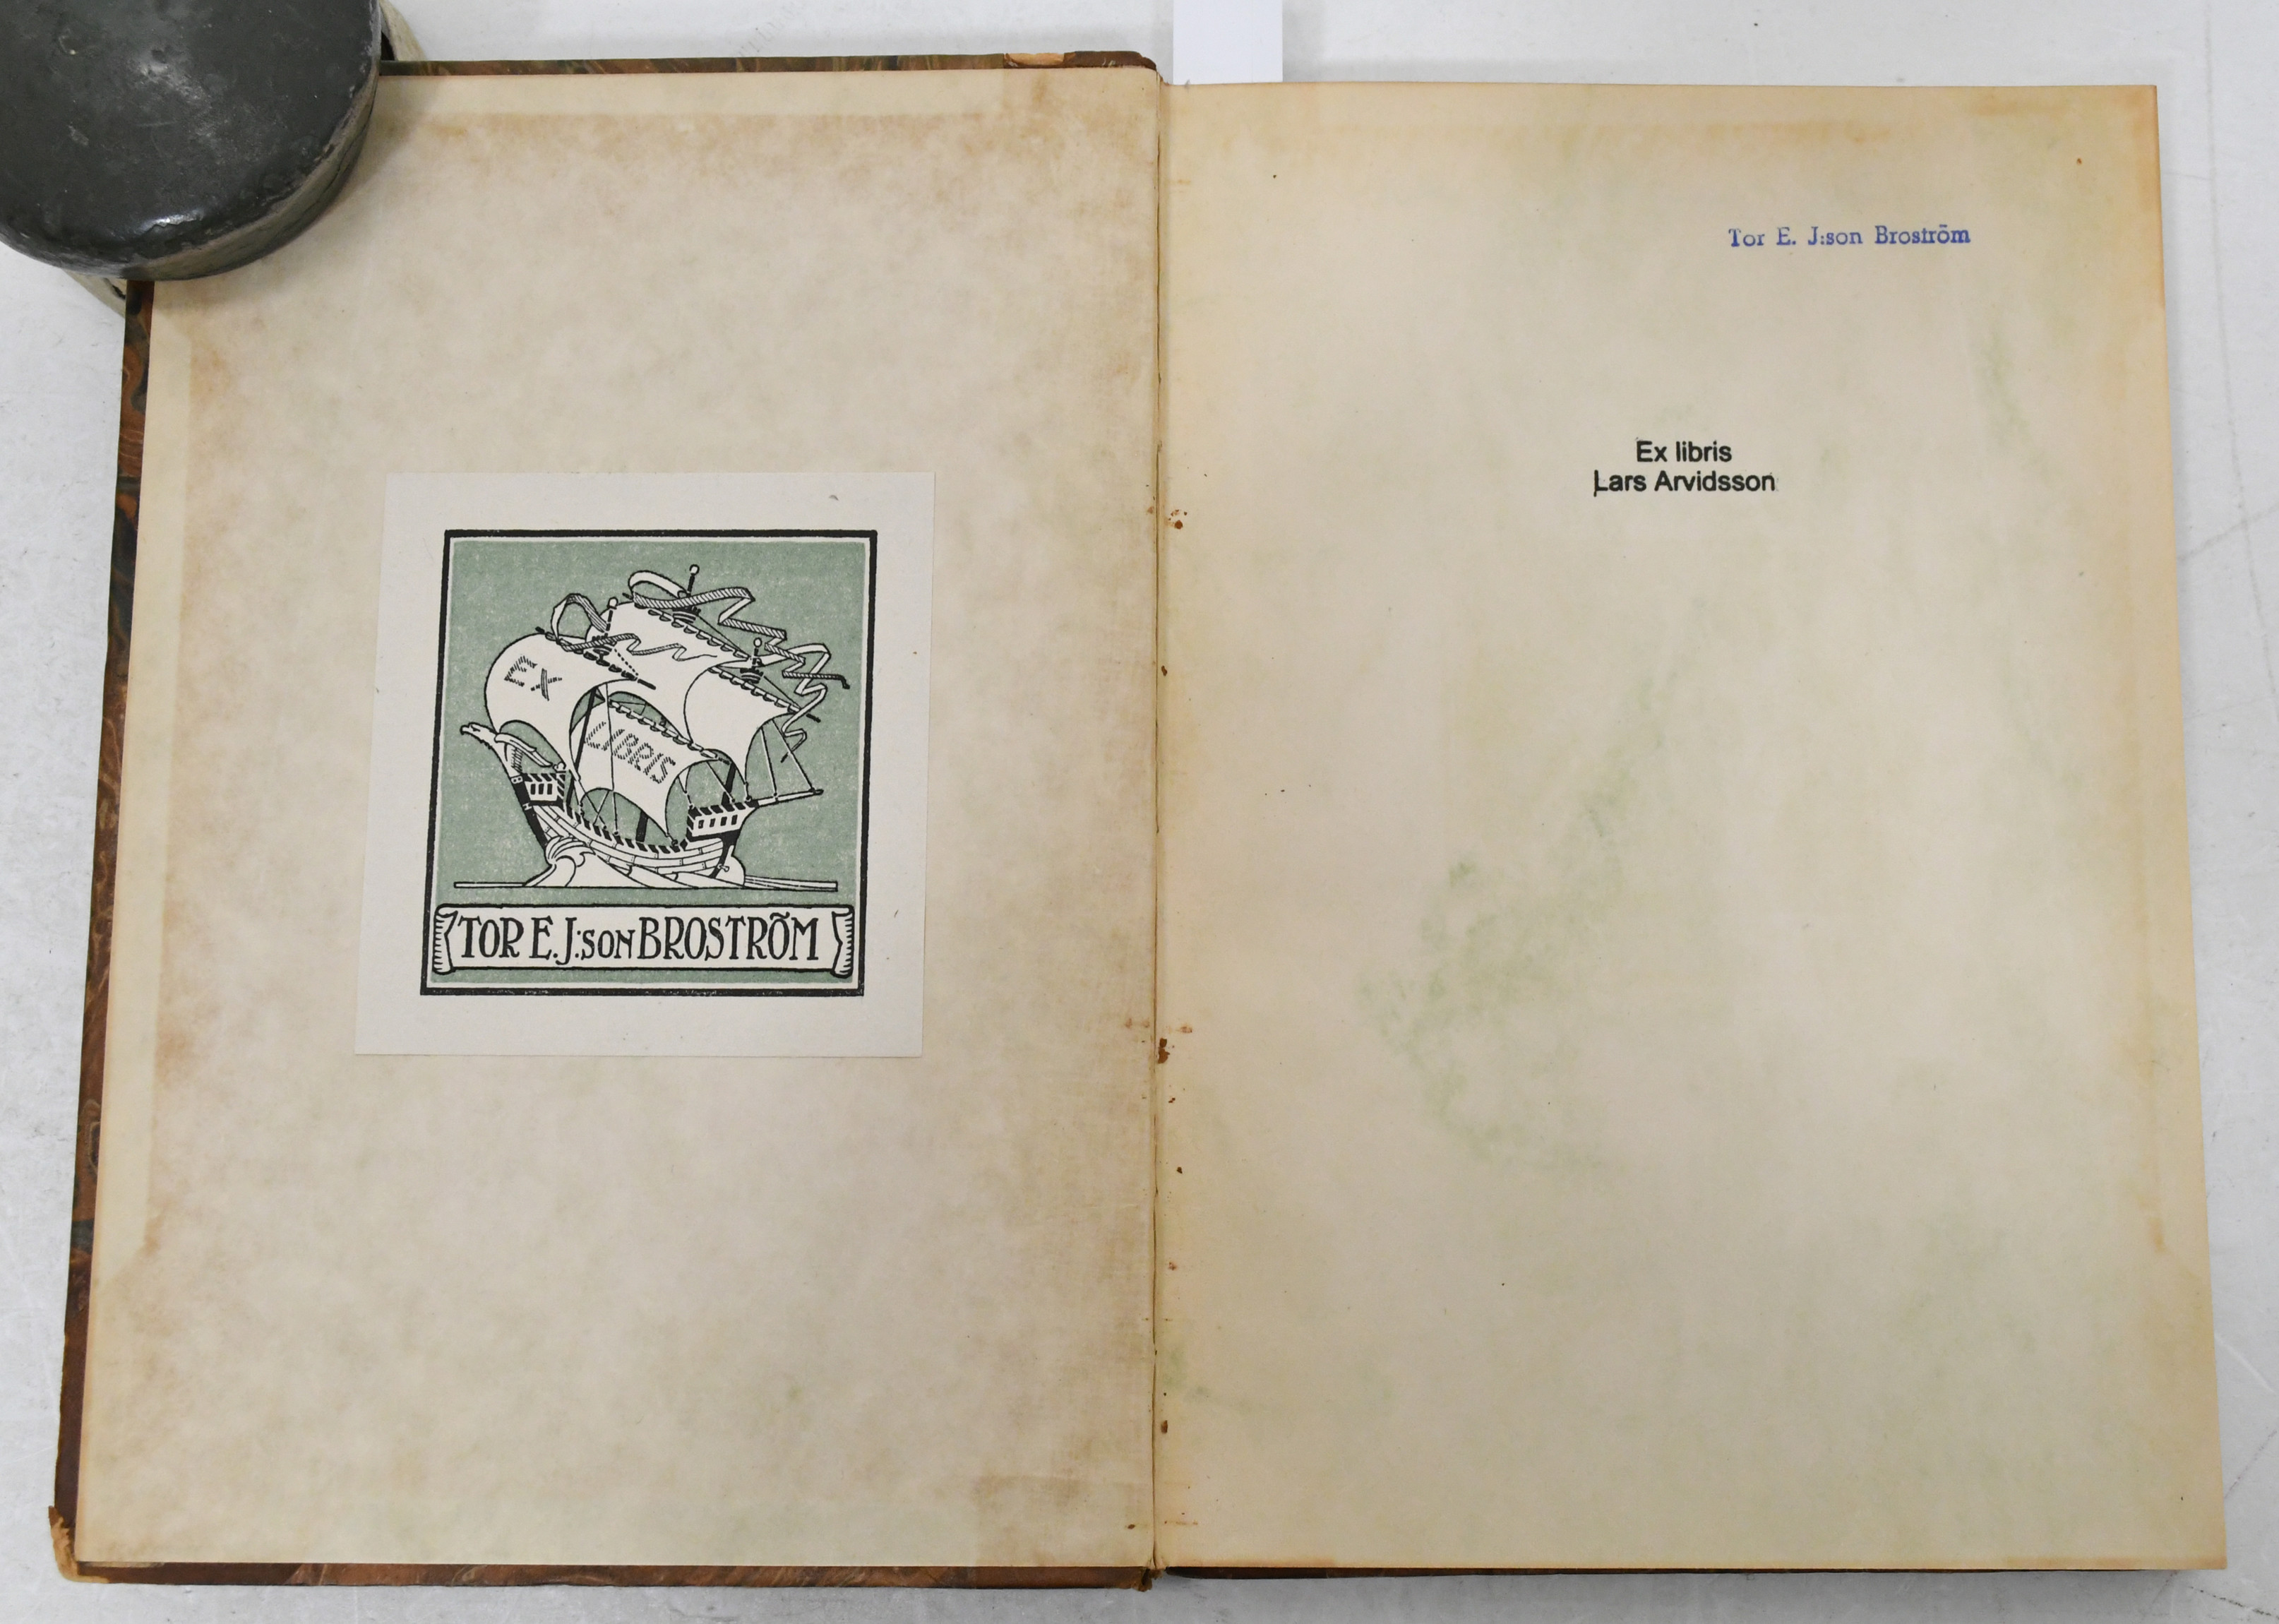 EX
LIBRIS
TOR E. J:SON BROSTRÖM
Tor E. J:son Broström
Ex libris
Lars Arvidsson